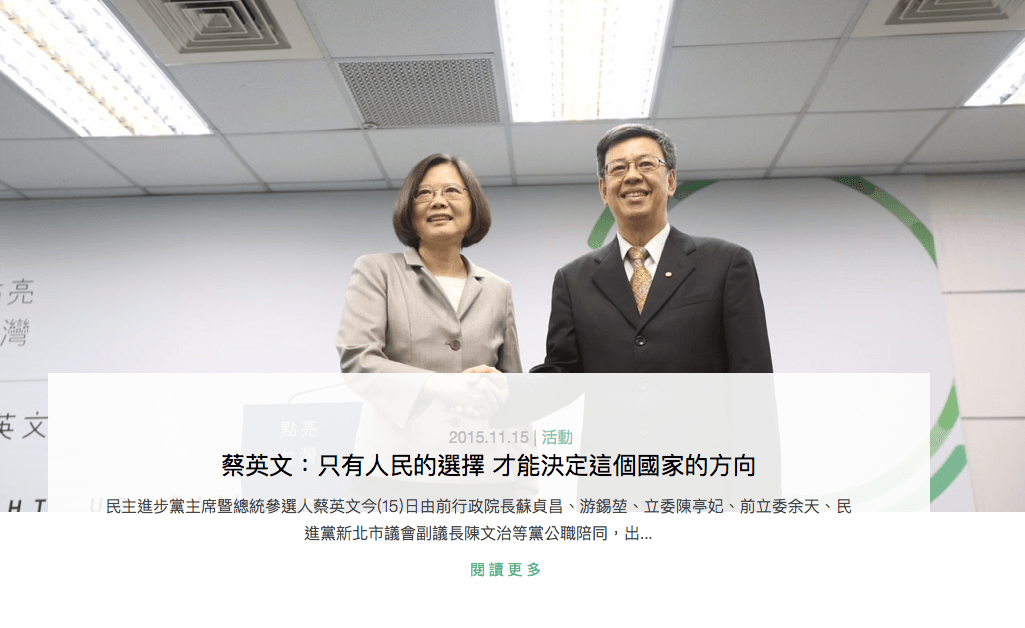 亮
灣
英文
點亮
2015.11.15 | 活動
蔡英文：只有人民的選擇 才能決定這個國家的方向
民主進步黨主席暨總統參選人蔡英文今(15)日由前行政院長蘇貞昌、游錫堃、立委陳亭妃、前立委余天、民
進黨新北市議會副議長陳文治等黨公職陪同，出...
閱讀更多